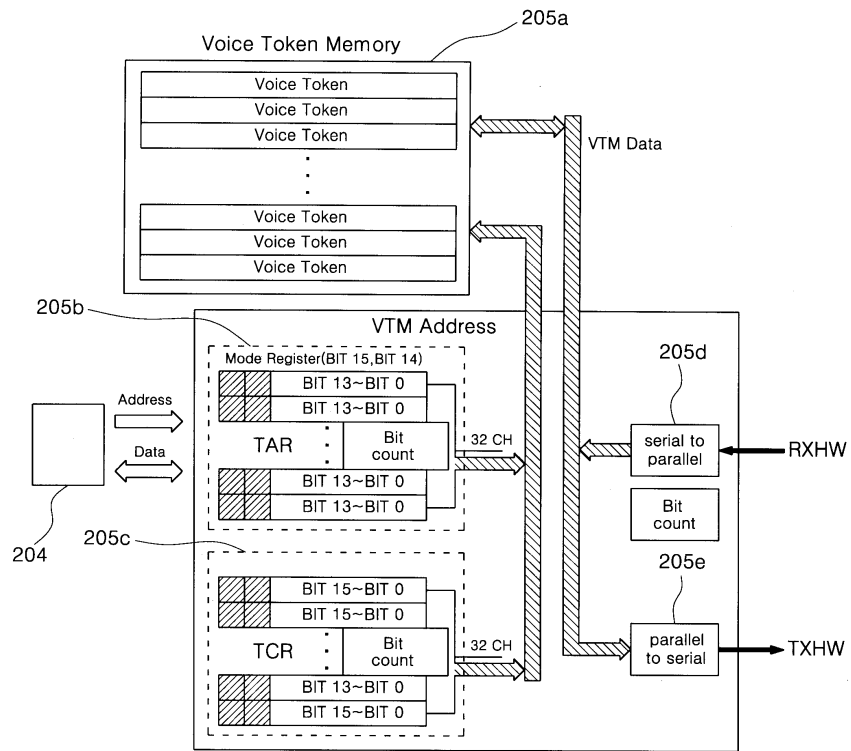 205a
Voice Token Memory
Voice Token
Voice Token
Voice Token
VTM Data
Voice Token
Voice Token
Voice Token
205b
VTM Address
205d
Mode Register(BIT 15,BIT 14)
BIT 13~BIT 0
BIT 13~BIT 0
Address
TAR
Bit
count
32 CH
serial to
parallel
RXHW
Data
BIT 13~BIT 0
BIT 13~BIT 0
Bit
count
204
205c
205e
BIT 15~BIT 0
BIT 15~BIT 0
TCR
Bit
count
32 CH
parallel
to serial
TXHW
BIT 13~BIT 0
BIT 15~BIT 0